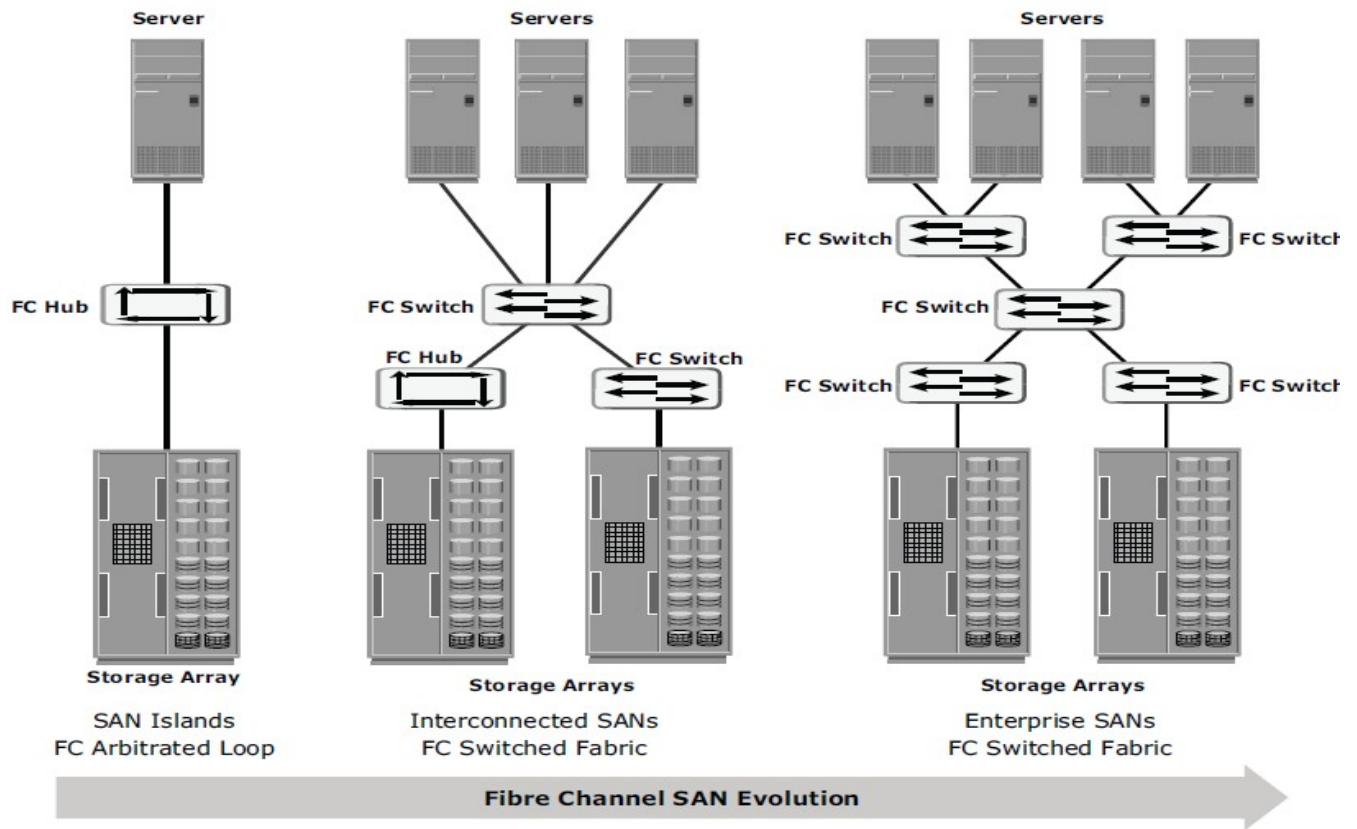 Server
Servers
Servers
FC Hub
FC Switch
FC Hub
FC Switch
FC Switch
FC Switch
FC Switch
FC Switch
FC Switch
Storage Array
Storage Arrays
Storage Arrays
SAN Islands
FC Arbitrated Loop
Interconnected SANs
FC Switched Fabric
Enterprise SANs
FC Switched Fabric
Fibre Channel SAN Evolution